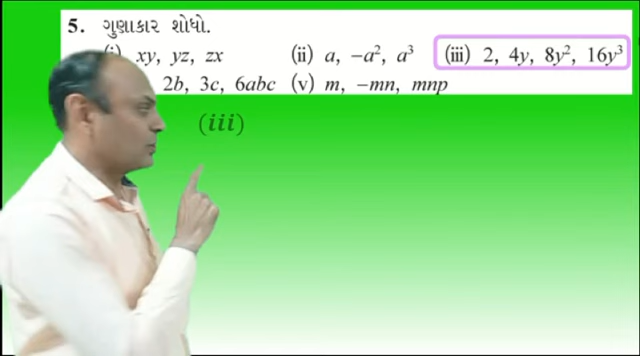 5. ગુણાકાર શોધો.
(i) xy, yz, zx (ii) a, −a², a³ (iii) 2, 4y, 8y², 16y³
2b, 3c, 6abc (v) m, −mn, mnp
(iii)